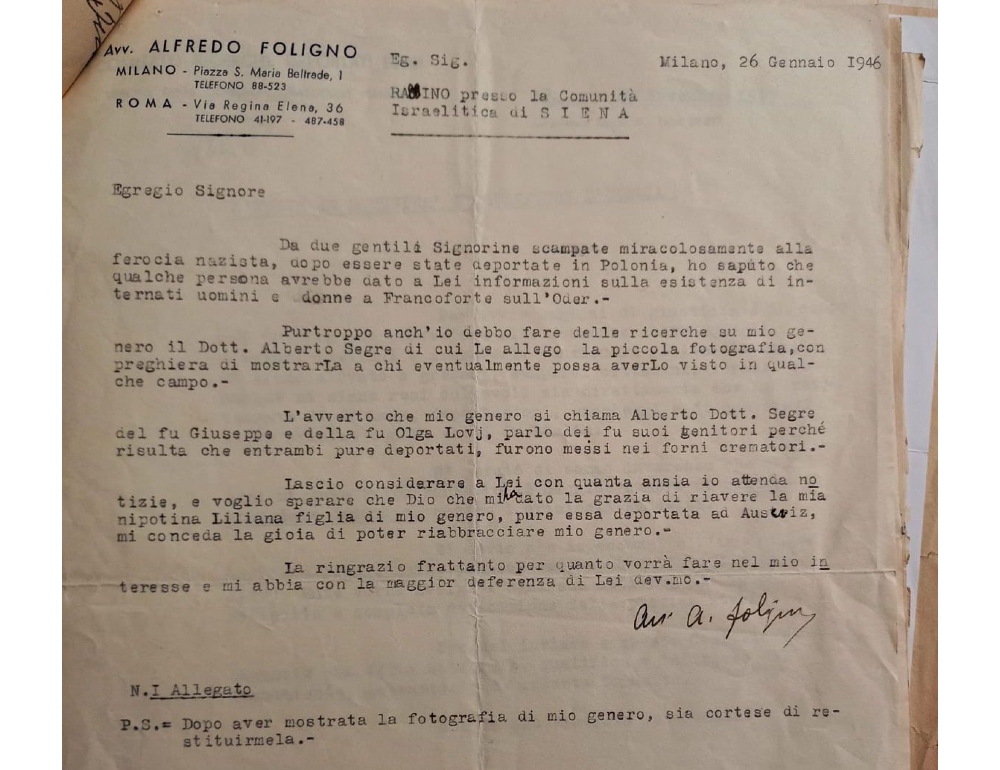 Avv. ALFREDO FOLIGNO
MILANO - Piazza S. Maria Beltrade, 1
TELEFONO 88-523
ROMA - Via Regina Elena, 36
TELEFONO 41-197 - 487-458
Eg. Sig.
RABBINO presso la Comunità
Israelitica di S I E N A
Milano, 26 Gennaio 1946
Egregio Signore
Da due gentili Signorine scampate miracolosamente alla
ferocia nazista, dopo essere state deportate in Polonia, ho saputo che
qualche persona avrebbe dato a Lei informazioni sulla esistenza di in-
ternati uomini e donne a Francoforte sull'Oder.-
Purtroppo anch'io debbo fare delle ricerche su mio ge-
nero il Dott. Alberto Segre di cui Le allego la piccola fotografia,con
preghiera di mostrarLa a chi eventualmente possa averLo visto in qual-
che campo.-
L'avverto che mio genero si chiama Alberto Dott. Segre
del fu Giuseppe e della fu Olga Lovj, parlo dei fu suoi genitori perché
risulta che entrambi pure deportati, furono messi nei forni crematori.-
Lascio considerare a Lei con quanta ansia io attenda no
tizie, e voglio sperare che Dio che mi ha dato la grazia di riavere la mia
nipotina Liliana figlia di mio genero, pure essa deportata ad Austriz,
mi conceda la gioia di poter riabbracciare mio genero.-
La ringrazio frattanto per quanto vorrà fare nel mio in
teresse e mi abbia con la maggior deferenza di Lei dev.mo.-
Avv A. Foligno
N.I Allegato
P.S.= Dopo aver mostrata la fotografia di mio genero, sia cortese di re-
stituirmela.-